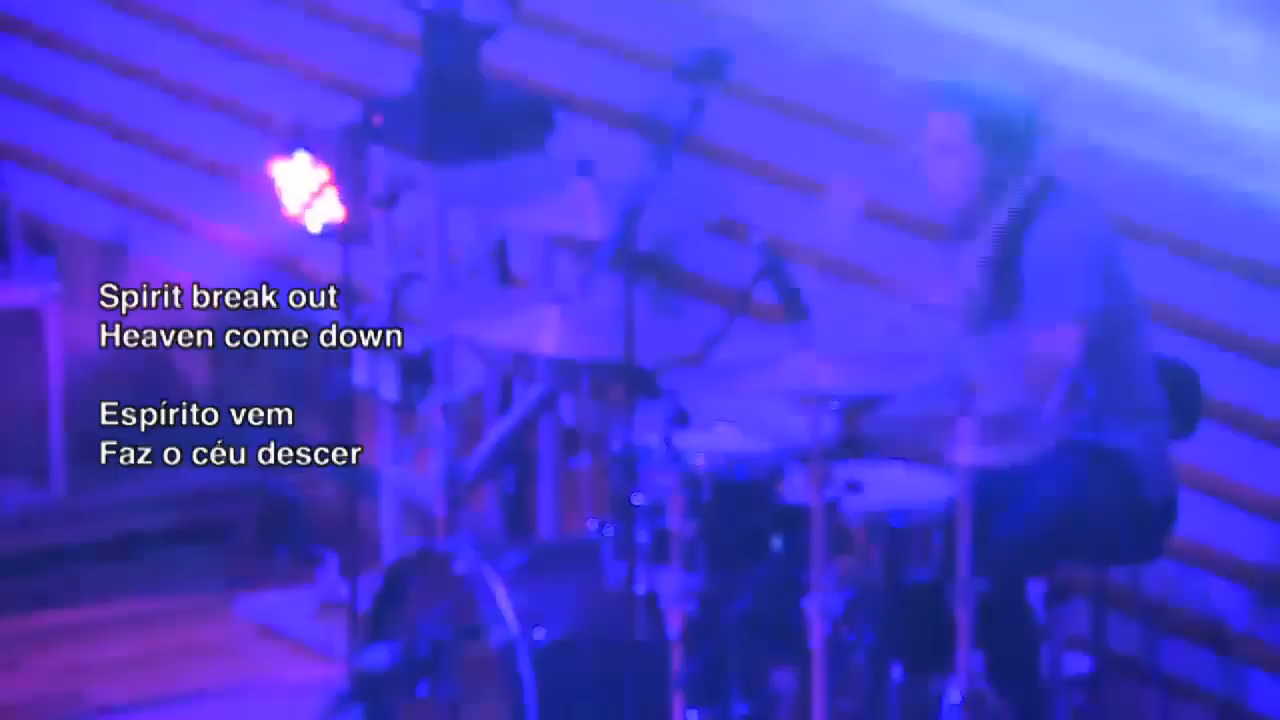 Spirit break out
Heaven come down
Espírito vem
Faz o céu descer